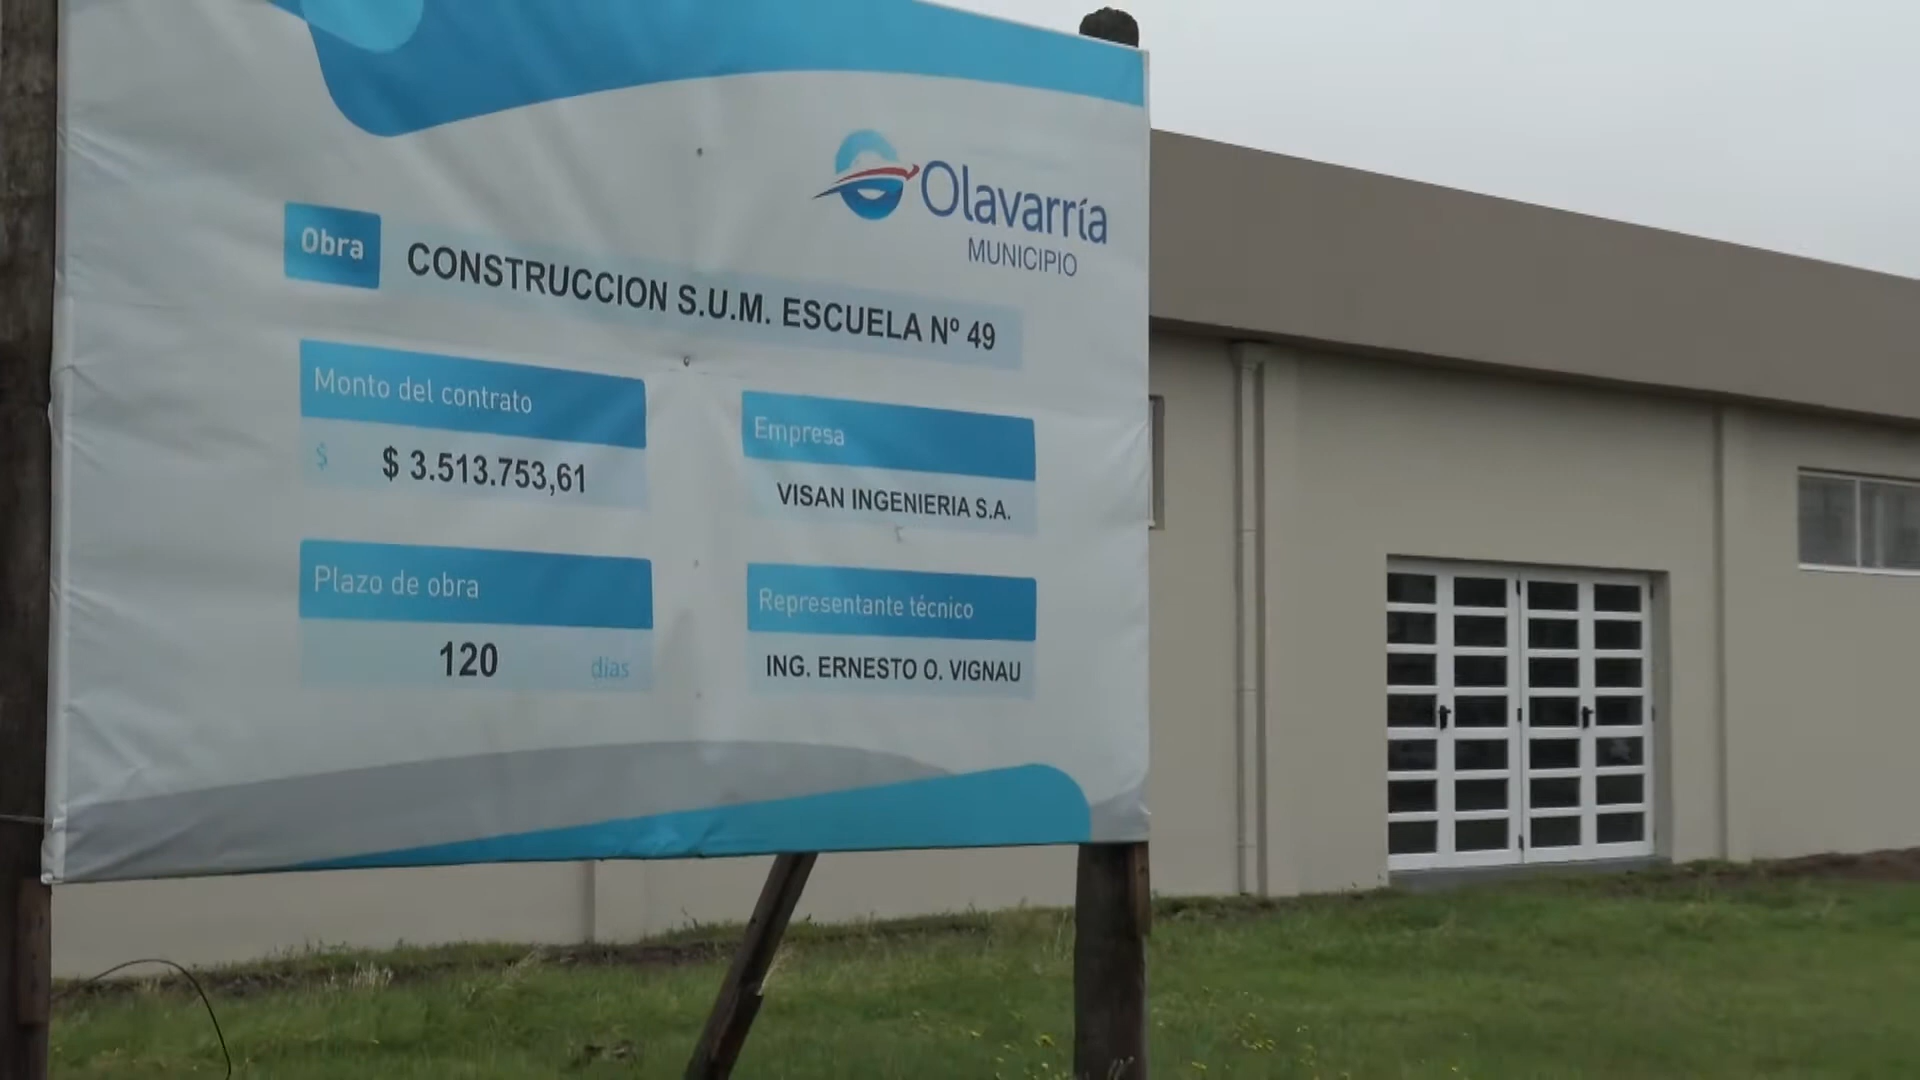 Olavarría
MUNICIPIO
Obra
CONSTRUCCION S.U.M. ESCUELA Nº 49
Monto del contrato
$ $ 3.513.753,61
Empresa
VISAN INGENIERIA S.A.
Plazo de obra
120 días
Representante técnico
ING. ERNESTO O. VIGNAU